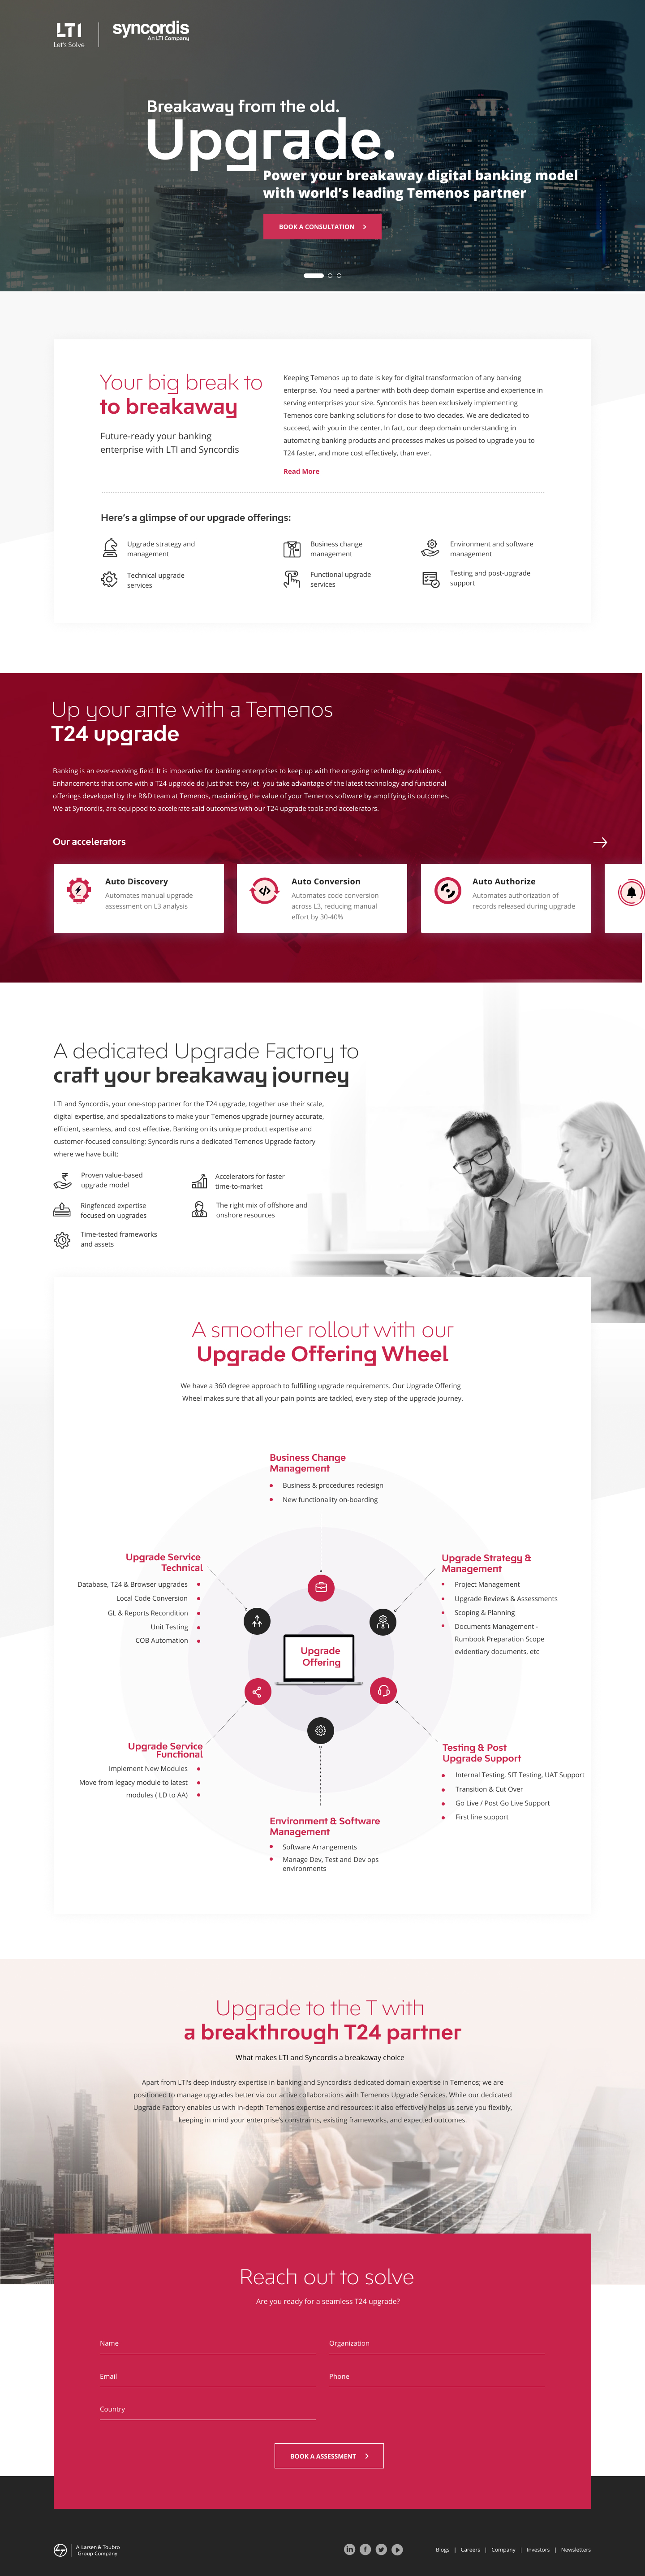 LTI
Let's Solve
syncordis
An LTI Company
Breakaway from the old.
Upgrade.
Power your breakaway digital banking model
with world's leading Temenos partner
BOOK A CONSULTATION
Your big break to
to breakaway
Future-ready your banking
enterprise with LTI and Syncordis
Keeping Temenos up to date is key for digital transformation of any banking
enterprise. You need a partner with both deep domain expertise and experience in
serving enterprises your size. Syncordis has been exclusively implementing
Temenos core banking solutions for close to two decades. We are dedicated to
succeed, with you in the center. In fact, our deep domain understanding in
automating banking products and processes makes us poised to upgrade you to
T24 faster, and more cost effectively, than ever.
Read More
Here's a glimpse of our upgrade offerings:
Upgrade strategy and
management
Business change
management
Environment and software
management
Technical upgrade
services
Functional upgrade
services
Testing and post-upgrade
support
Up your ante with a Temenos
T24 upgrade
Banking is an ever-evolving field. It is imperative for banking enterprises to keep up with the on-going technology evolutions.
Enhancements that come with a T24 upgrade do just that: they let you take advantage of the latest technology and functional
offerings developed by the R&D team at Temenos, maximizing the value of your Temenos software by amplifying its outcomes.
We at Syncordis, are equipped to accelerate said outcomes with our T24 upgrade tools and accelerators.
Our accelerators
Auto Discovery
Automates manual upgrade
assessment on L3 analysis
Auto Conversion
Automates code conversion
across L3, reducing manual
effort by 30-40%
Auto Authorize
Automates authorization of
records released during upgrade
A dedicated Upgrade Factory to
craft your breakaway journey
LTI and Syncordis, your one-stop partner for the T24 upgrade, together use their scale,
digital expertise, and specializations to make your Temenos upgrade journey accurate,
efficient, seamless, and cost effective. Banking on its unique product expertise and
customer-focused consulting; Syncordis runs a dedicated Temenos Upgrade factory
where we have built:
Proven value-based
upgrade model
Accelerators for faster
time-to-market
Ringfenced expertise
focused on upgrades
The right mix of offshore and
onshore resources
Time-tested frameworks
and assets
A smoother rollout with our
Upgrade Offering Wheel
We have a 360 degree approach to fulfilling upgrade requirements. Our Upgrade Offering
Wheel makes sure that all your pain points are tackled, every step of the upgrade journey.
Business Change
Management
Business & procedures redesign
New functionality on-boarding
Upgrade Service
Technical
Database, T24 & Browser upgrades
Local Code Conversion
GL & Reports Recondition
Unit Testing
COB Automation
Upgrade Strategy &
Management
Project Management
Upgrade Reviews & Assessments
Scoping & Planning
Documents Management -
Rumbook Preparation Scope
evidentiary documents, etc
Upgrade
Offering
Upgrade Service
Functional
Implement New Modules
Move from legacy module to latest
modules ( LD to AA)
Testing & Post
Upgrade Support
Internal Testing, SIT Testing, UAT Support
Transition & Cut Over
Go Live / Post Go Live Support
First line support
Environment & Software
Management
Software Arrangements
Manage Dev, Test and Dev ops
environments
Upgrade to the T with
a breakthrough T24 partner
What makes LTI and Syncordis a breakaway choice
Apart from LTI's deep industry expertise in banking and Syncordis's dedicated domain expertise in Temenos; we are
positioned to manage upgrades better via our active collaborations with Temenos Upgrade Services. While our dedicated
Upgrade Factory enables us with in-depth Temenos expertise and resources; it also effectively helps us serve you flexibly,
keeping in mind your enterprise's constraints, existing frameworks, and expected outcomes.
Reach out to solve
Are you ready for a seamless T24 upgrade?
Name
Organization
Email
Phone
Country
BOOK A ASSESSMENT
A Larsen & Toubro
Group Company
Blogs | Careers | Company | Investors | Newsletters